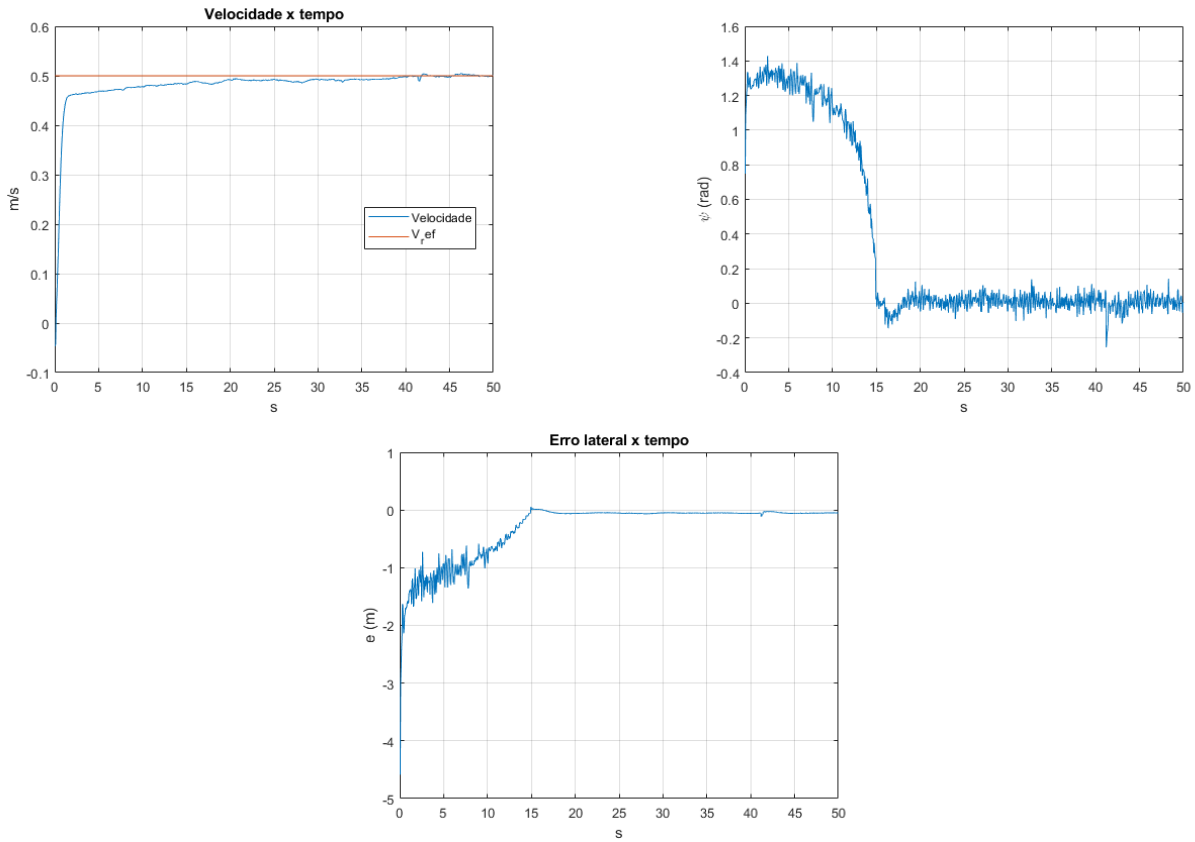 Velocidade x tempo
0.6
0.5
0.4
0.3
0.2
0.1
0
-0.1
m/s
0 5 10 15 20 25 30 35 40 45 50
s
Velocidade
V_ref
1.6
1.4
1.2
1
0.8
0.6
0.4
0.2
0
-0.2
-0.4
ψ (rad)
0 5 10 15 20 25 30 35 40 45 50
s
Erro lateral x tempo
1
0
-1
-2
-3
-4
-5
e (m)
0 5 10 15 20 25 30 35 40 45 50
s